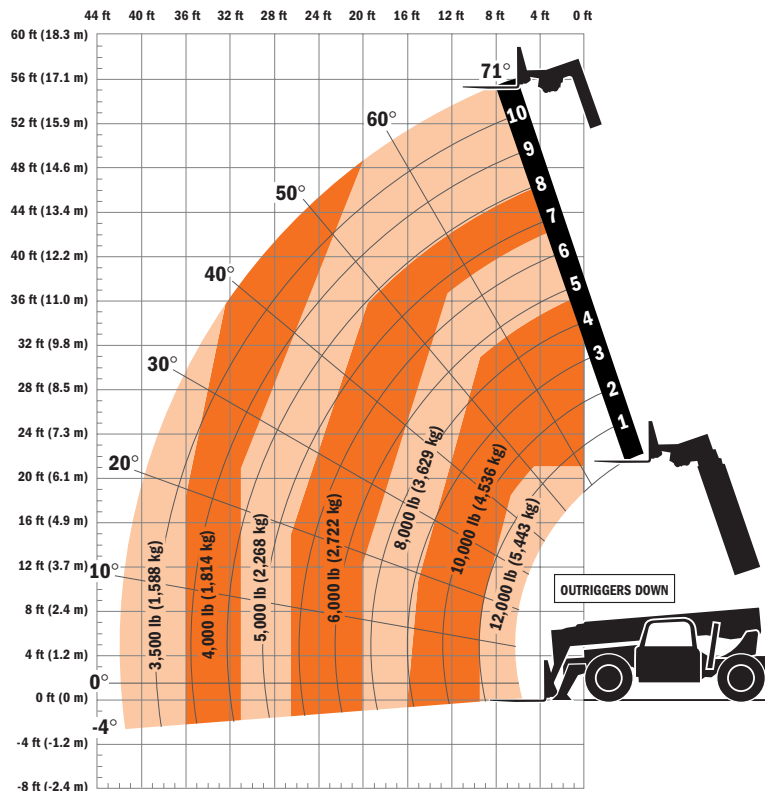 44 ft 40 ft 36 ft 32 ft 28 ft 24 ft 20 ft 16 ft 12 ft 8 ft 4 ft 0 ft
60 ft (18.3 m)
56 ft (17.1 m)
52 ft (15.9 m)
48 ft (14.6 m)
44 ft (13.4 m)
40 ft (12.2 m)
36 ft (11.0 m)
32 ft (9.8 m)
28 ft (8.5 m)
24 ft (7.3 m)
20 ft (6.1 m)
16 ft (4.9 m)
12 ft (3.7 m)
8 ft (2.4 m)
4 ft (1.2 m)
0 ft (0 m)
-4 ft (-1.2 m)
-8 ft (-2.4 m)
71°
60°
50°
40°
30°
20°
10°
0°
-4°
10
9
8
7
6
5
4
3
2
1
3,500 lb (1,588 kg)
4,000 lb (1,814 kg)
5,000 lb (2,268 kg)
6,000 lb (2,722 kg)
8,000 lb (3,629 kg)
10,000 lb (4,536 kg)
12,000 lb (5,443 kg)
OUTRIGGERS DOWN